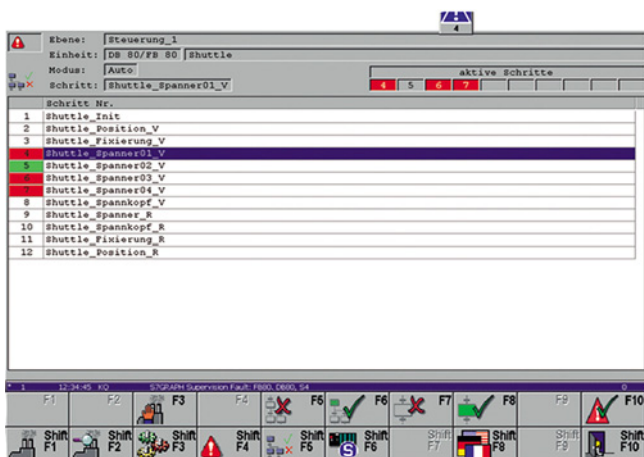 4
Ebene: Steuerung_1
Einheit: DB 80/FB 80 Shuttle
Modus: Auto
aktive Schritte
Schritt: Shuttle_Spanner01_V 4 5 6 7
Schritt Nr.
1 Shuttle_Init
2 Shuttle_Position_V
3 Shuttle_Fixierung_V
4 Shuttle_Spanner01_V
5 Shuttle_Spanner02_V
6 Shuttle_Spanner03_V
7 Shuttle_Spanner04_V
8 Shuttle_Spannkopf_V
9 Shuttle_Spanner_R
10 Shuttle_Spannkopf_R
11 Shuttle_Fixierung_R
12 Shuttle_Position_R
* 1 12:34:45 KQ S7GRAPH Supervision Fault: FB80, DB80, S4 0
F1 F2 F3 F4 F5 F6 F7 F8 F9 F10
Shift Shift Shift Shift Shift Shift Shift Shift Shift Shift
F1 F2 F3 F4 F5 F6 F7 F8 F9 F10